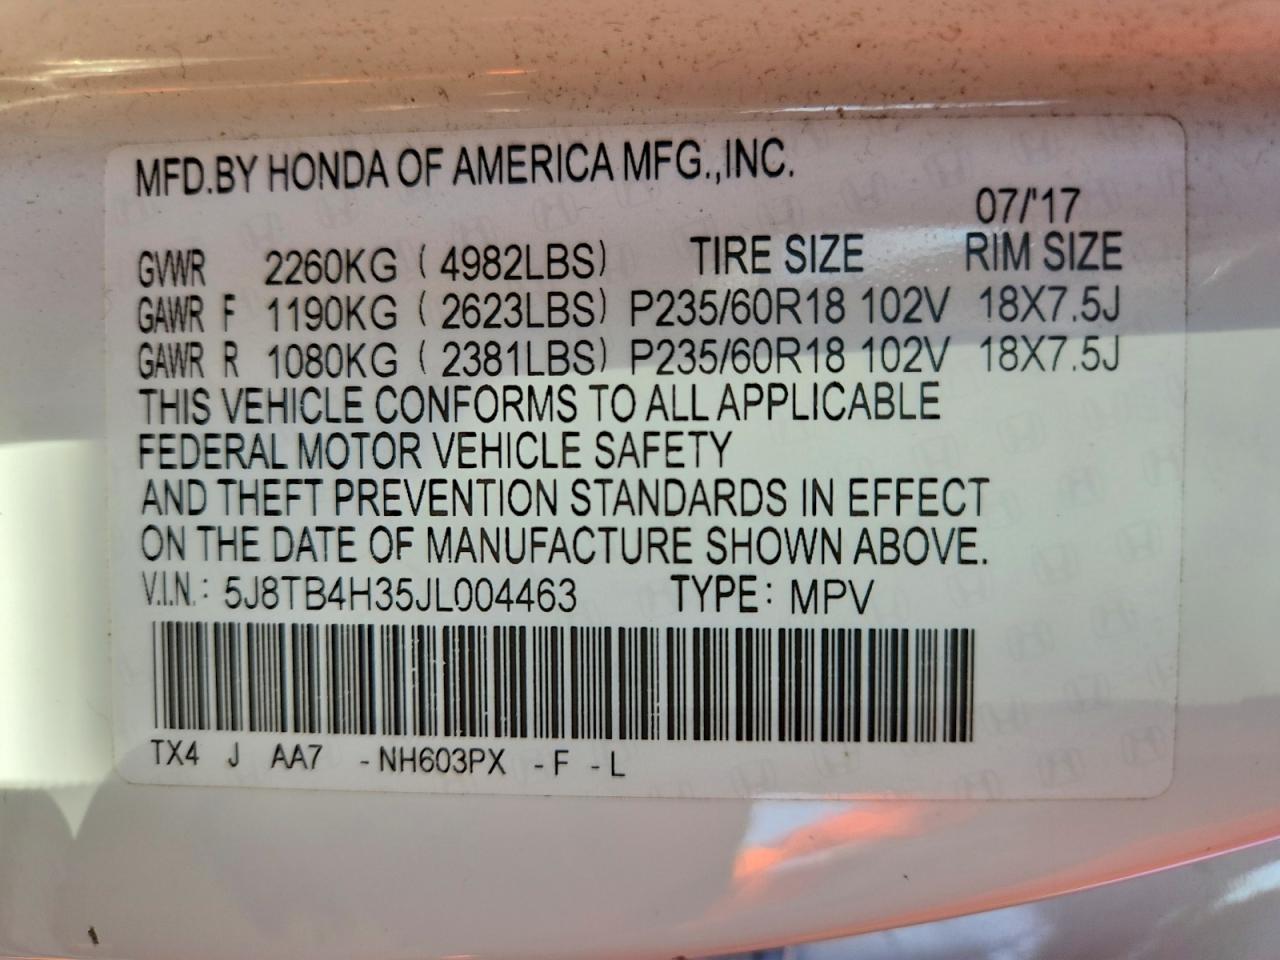 MFD.BY HONDA OF AMERICA MFG.,INC.
07/'17
GVWR 2260KG ( 4982LBS) TIRE SIZE RIM SIZE
GAWR F 1190KG ( 2623LBS) P235/60R18 102V 18X7.5J
GAWR R 1080KG ( 2381LBS) P235/60R18 102V 18X7.5J
THIS VEHICLE CONFORMS TO ALL APPLICABLE
FEDERAL MOTOR VEHICLE SAFETY
AND THEFT PREVENTION STANDARDS IN EFFECT
ON THE DATE OF MANUFACTURE SHOWN ABOVE.
V.I.N.: 5J8TB4H35JL004463 TYPE: MPV
TX4 J AA7 -NH603PX -F -L